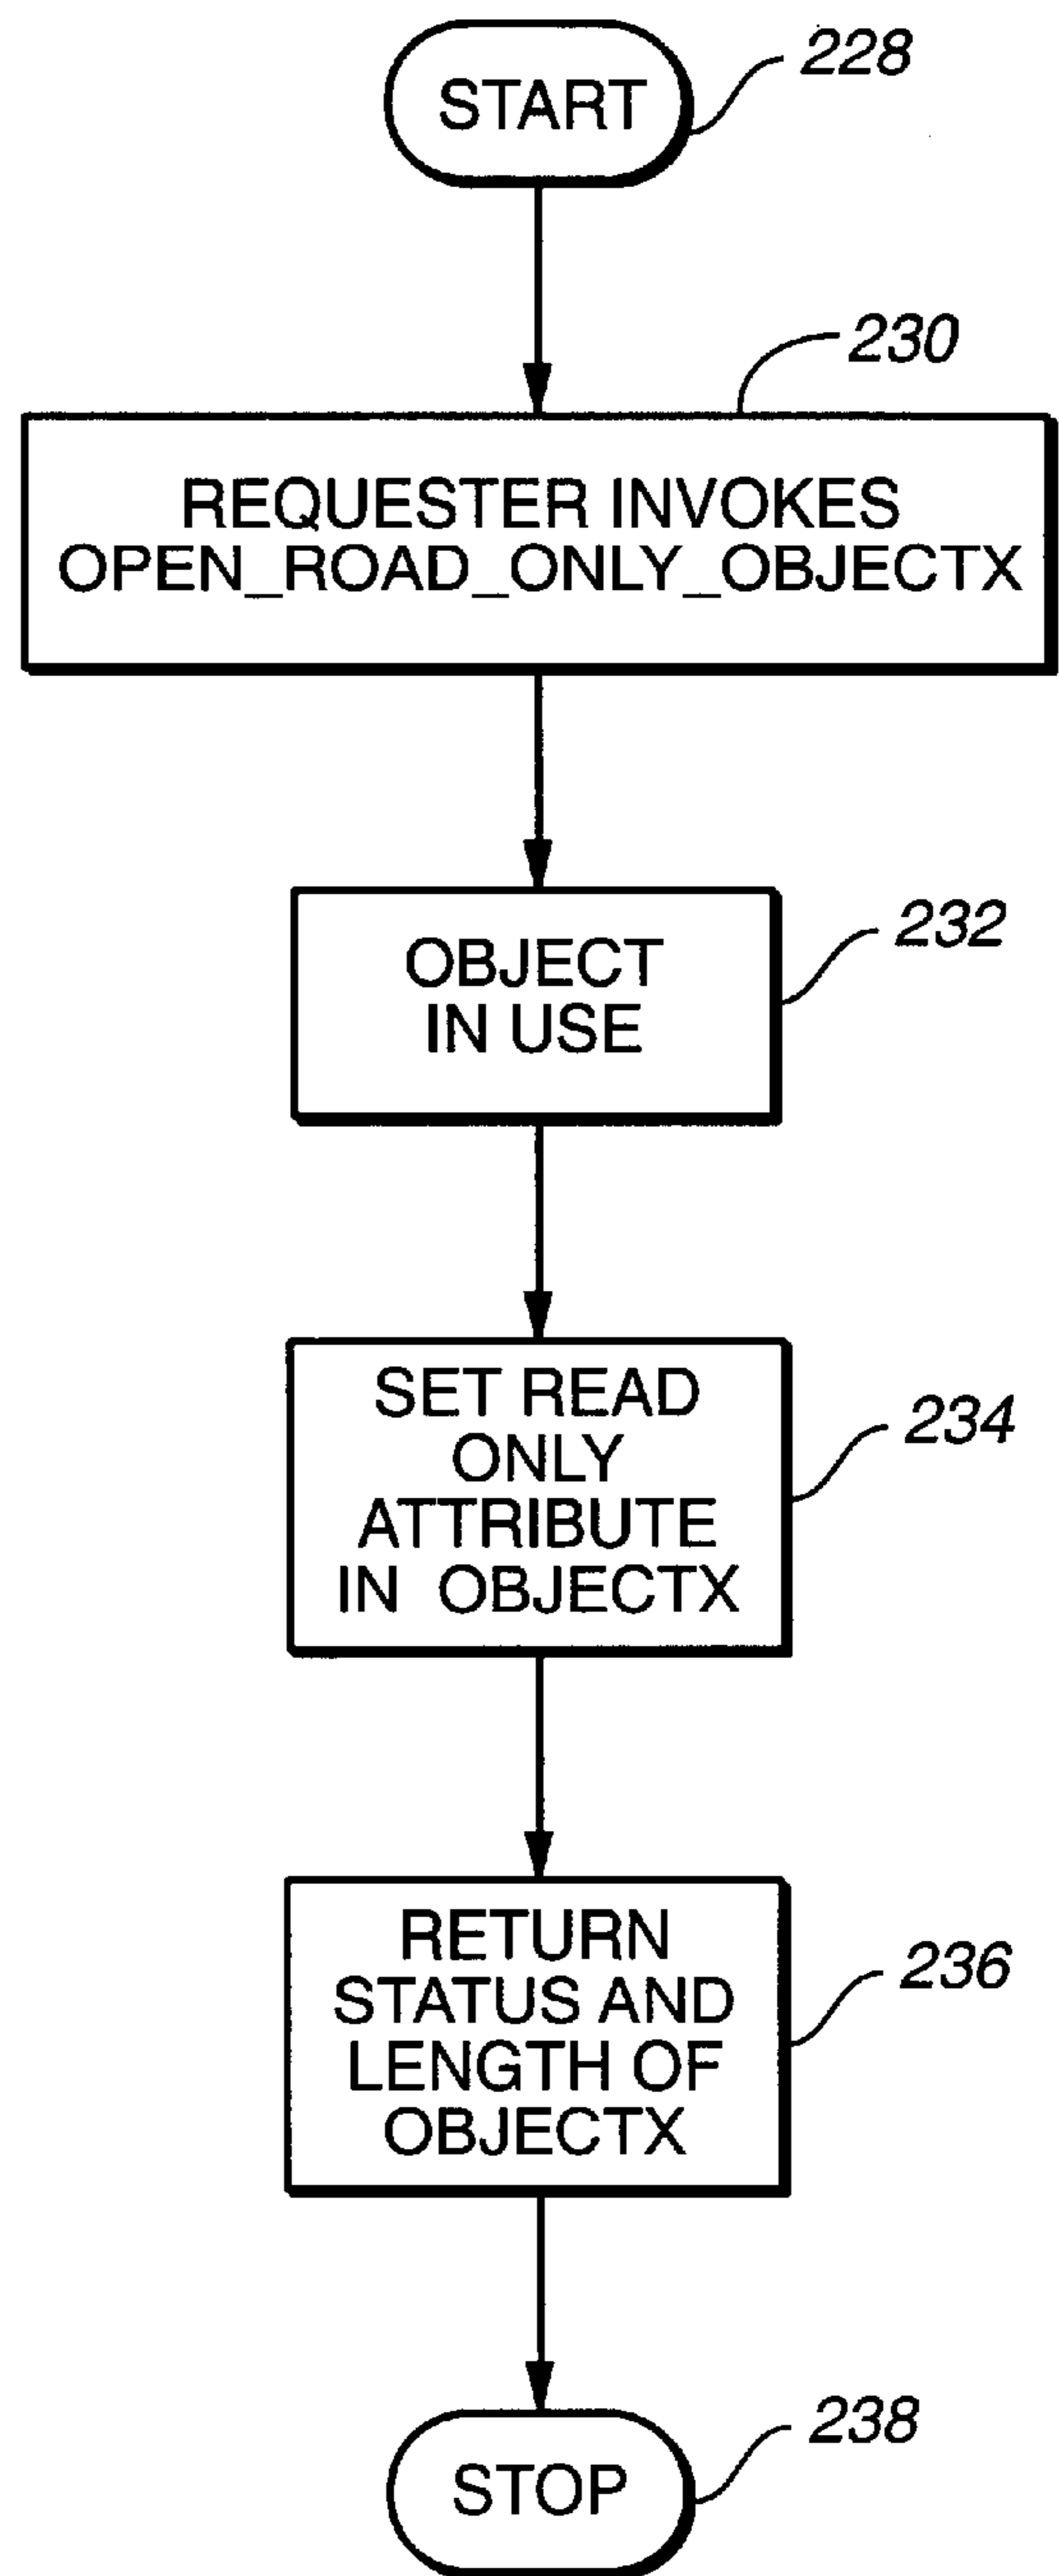 START
228
230
REQUESTER INVOKES
OPEN_ROAD_ONLY_OBJECTX
OBJECT
IN USE
232
SET READ
ONLY
ATTRIBUTE
IN OBJECTX
234
RETURN
STATUS AND
LENGTH OF
OBJECTX
236
STOP
238